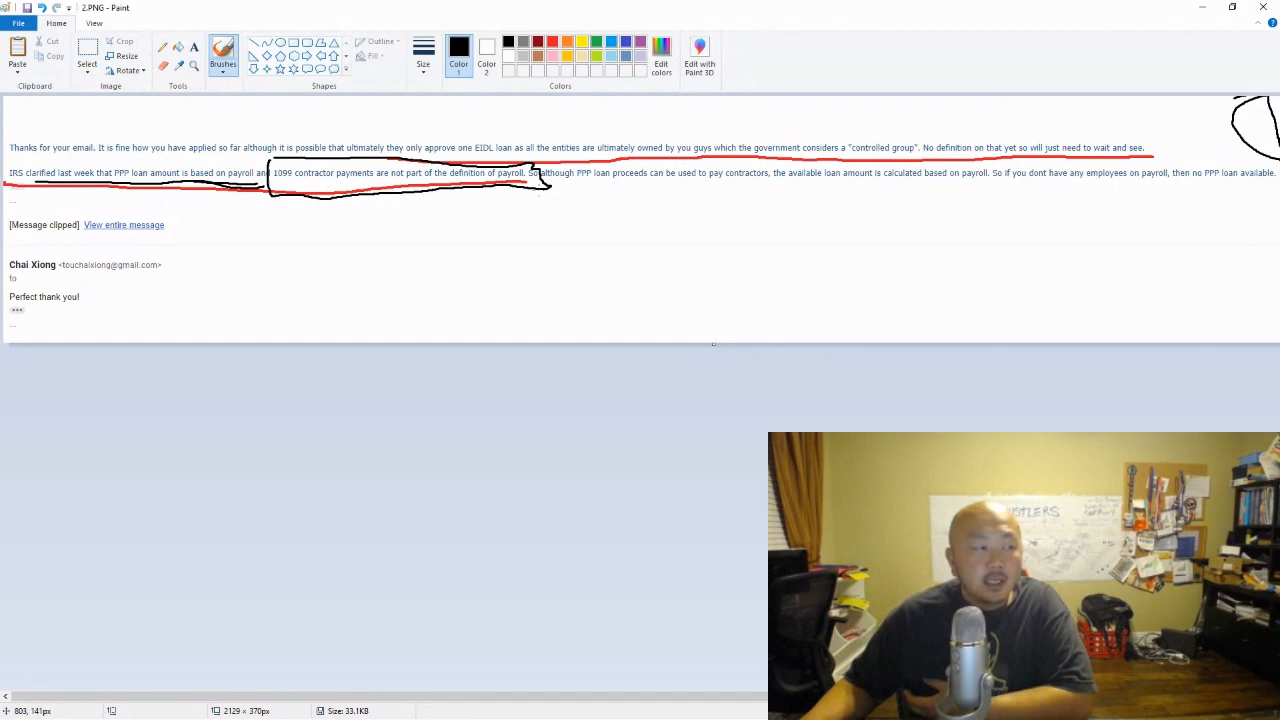 2.PNG - Paint
File Home View
Paste
Cut
Copy
Clipboard
Select
Crop
Resize
Rotate
Image
Tools
Brushes
Shapes
Outline
Fill
Size
Color 1
Color 2
Colors
Edit colors
Edit with Paint 3D
Thanks for your email. It is fine how you have applied so far although it is possible that ultimately they only approve one EIDL loan as all the entities are ultimately owned by you guys which the government considers a "controlled group". No definition on that yet so will just need to wait and see.
IRS clarified last week that PPP loan amount is based on payroll and 1099 contractor payments are not part of the definition of payroll. So although PPP loan proceeds can be used to pay contractors, the available loan amount is calculated based on payroll. So if you dont have any employees on payroll, then no PPP loan available.
...
[Message clipped] View entire message
Chai Xiong <touchaixiong@gmail.com>
to
Perfect thank you!
...
803, 141px
2129 × 370px
Size: 33.1KB